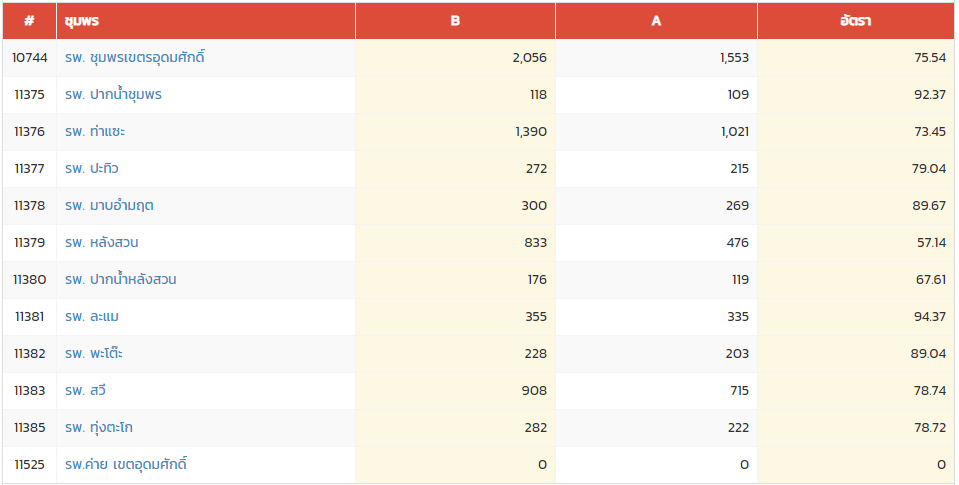 # ชุมพร B A อัตรา
10744 รพ. ชุมพรเขตรอุดมศักดิ์ 2,056 1,553 75.54
11375 รพ. ปากน้ำชุมพร 118 109 92.37
11376 รพ. ท่าแซะ 1,390 1,021 73.45
11377 รพ. ปะทิว 272 215 79.04
11378 รพ. มาบอำมฤต 300 269 89.67
11379 รพ. หลังสวน 833 476 57.14
11380 รพ. ปากน้ำหลังสวน 176 119 67.61
11381 รพ. ละแม 355 335 94.37
11382 รพ. พะโต๊ะ 228 203 89.04
11383 รพ. สวี 908 715 78.74
11385 รพ. ทุ่งตะโก 282 222 78.72
11525 รพ.ค่าย เขตอุดมศักดิ์ 0 0 0